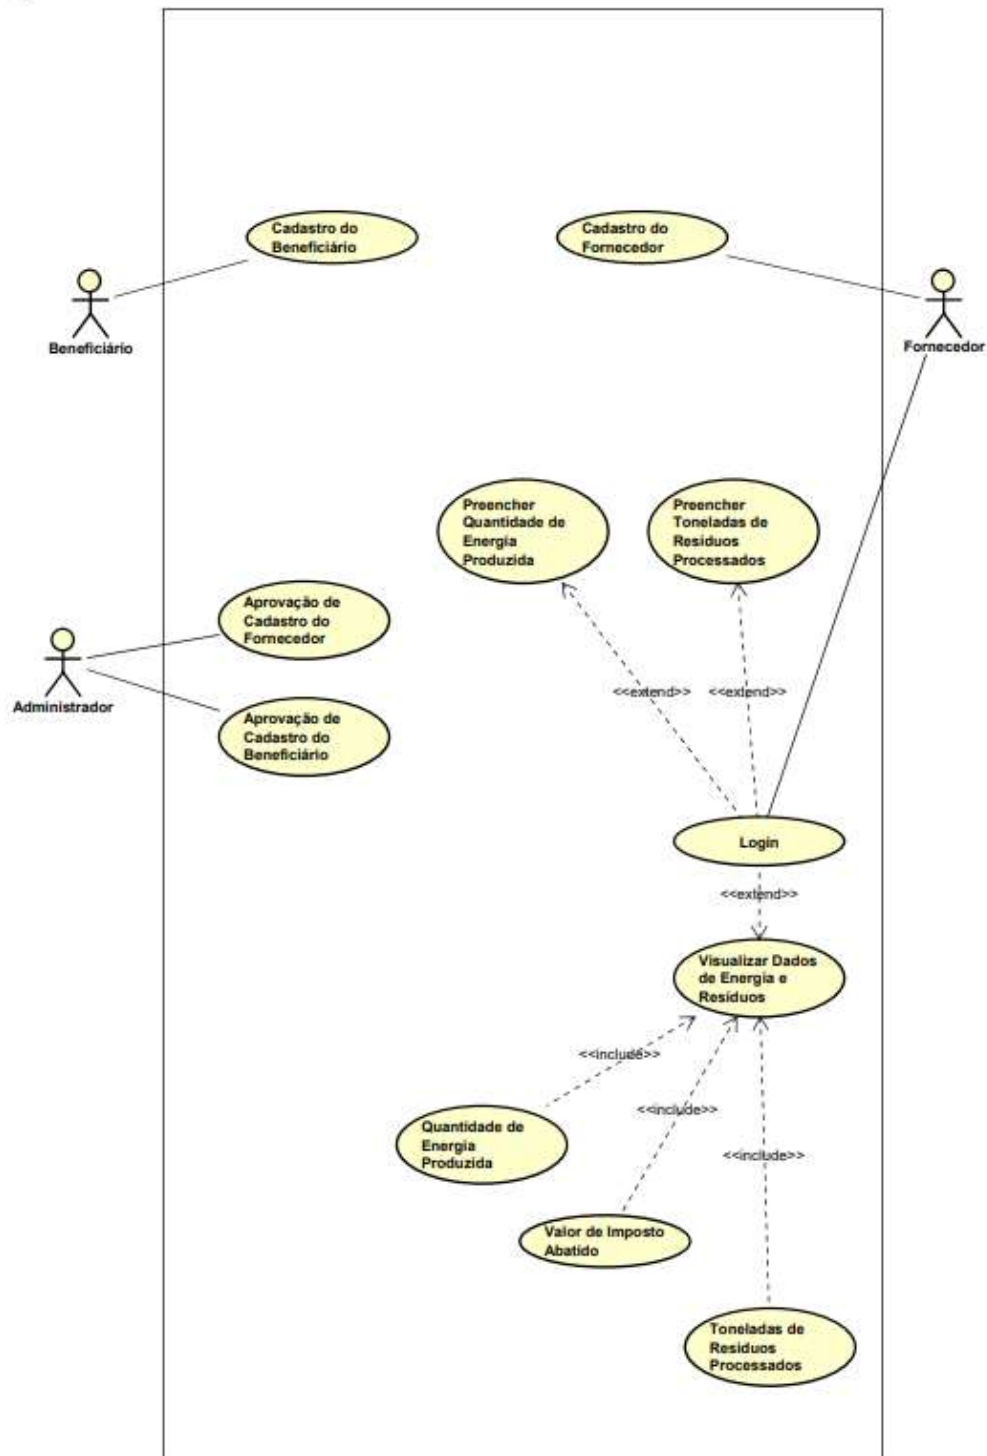 Cadastro do
Beneficiário
Cadastro do
Fornecedor
Beneficiário
Fornecedor
Preencher
Quantidade de
Energia
Produzida
Preencher
Toneladas de
Resíduos
Processados
Aprovação de
Cadastro do
Fornecedor
Administrador
Aprovação de
Cadastro do
Beneficiário
<<extend>>
<<extend>>
Login
<<extend>>
Visualizar Dados
de Energia e
Resíduos
<<include>>
<<include>>
<<include>>
Quantidade de
Energia
Produzida
Valor de Imposto
Abatido
Toneladas de
Resíduos
Processados